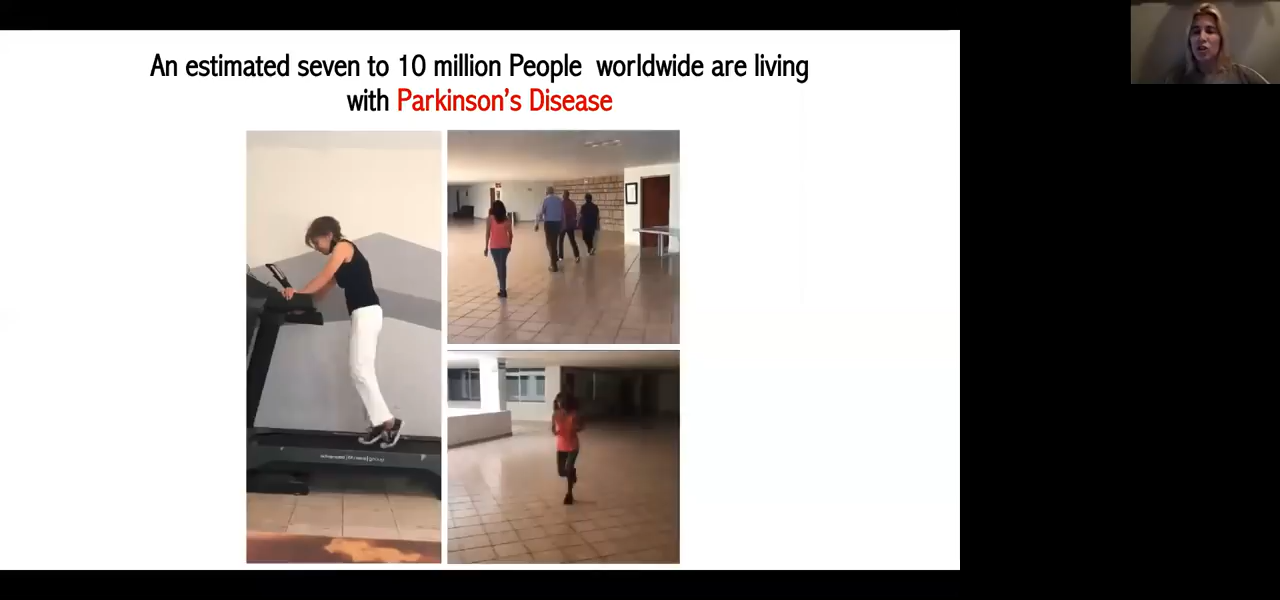 An estimated seven to 10 million People worldwide are living
with Parkinson's Disease